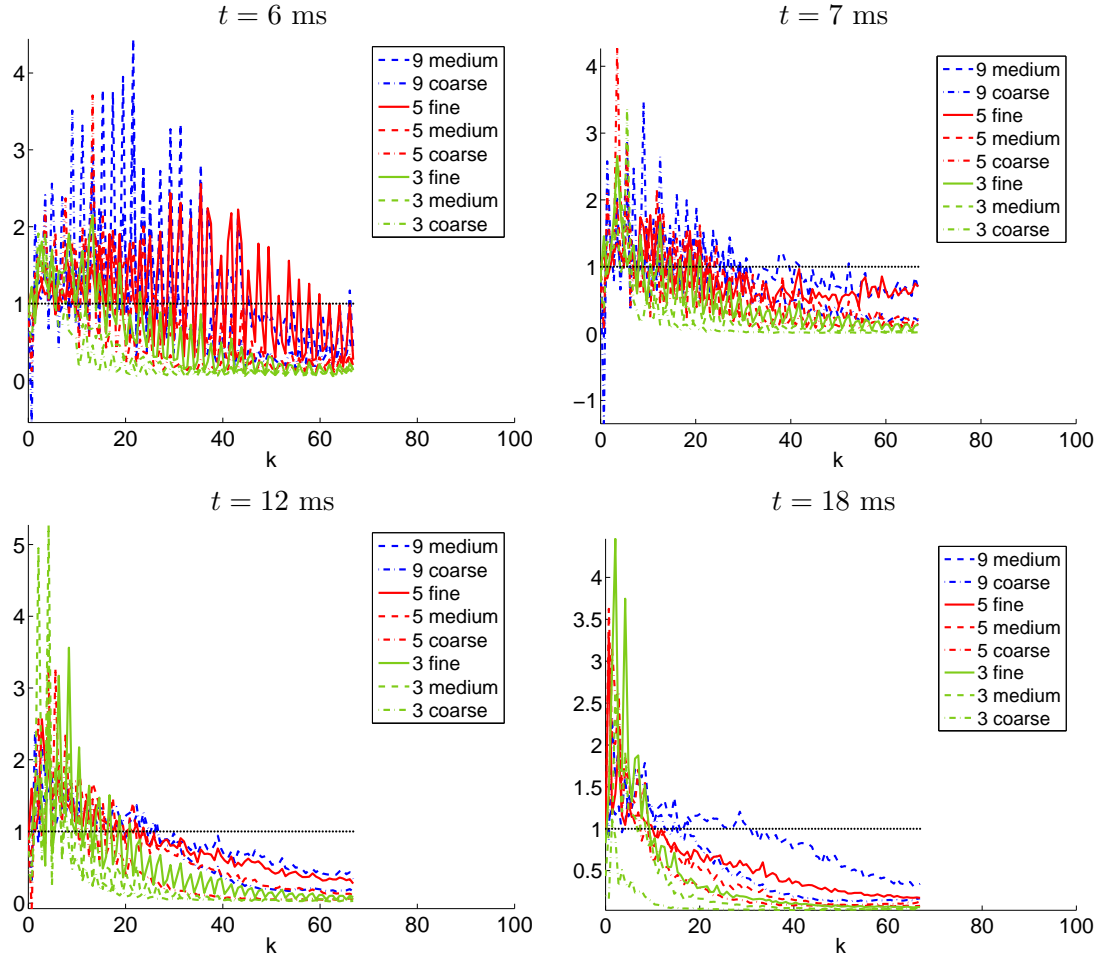 t = 6 ms
4
3
2
1
0
0
20
40
60
80
100
k
9 medium
9 coarse
5 fine
5 medium
5 coarse
3 fine
3 medium
3 coarse
t = 7 ms
4
3
2
1
0
−1
0
20
40
60
80
100
k
9 medium
9 coarse
5 fine
5 medium
5 coarse
3 fine
3 medium
3 coarse
t = 12 ms
5
4
3
2
1
0
0
20
40
60
80
100
k
9 medium
9 coarse
5 fine
5 medium
5 coarse
3 fine
3 medium
3 coarse
t = 18 ms
4
3.5
3
2.5
2
1.5
1
0.5
0
20
40
60
80
100
k
9 medium
9 coarse
5 fine
5 medium
5 coarse
3 fine
3 medium
3 coarse